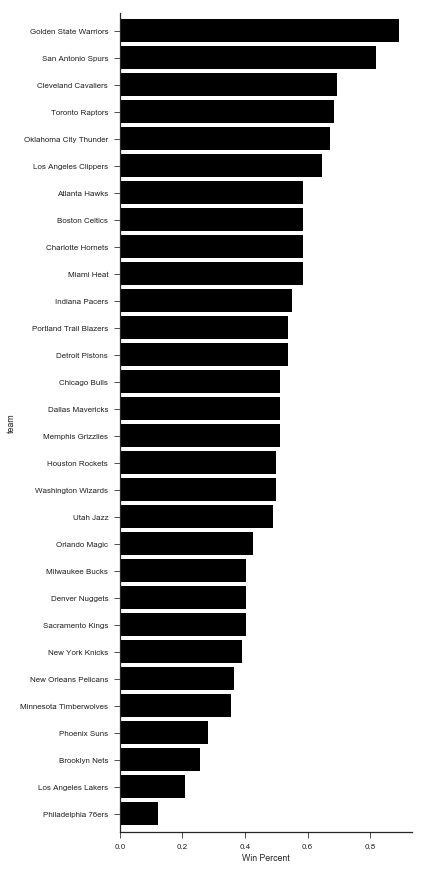 Golden State Warriors
San Antonio Spurs
Cleveland Cavaliers
Toronto Raptors
Oklahoma City Thunder
Los Angeles Clippers
Atlanta Hawks
Boston Celtics
Charlotte Hornets
Miami Heat
Indiana Pacers
Portland Trail Blazers
Detroit Pistons
Chicago Bulls
Dallas Mavericks
Memphis Grizzlies
Houston Rockets
Washington Wizards
Utah Jazz
Orlando Magic
Milwaukee Bucks
Denver Nuggets
Sacramento Kings
New York Knicks
New Orleans Pelicans
Minnesota Timberwolves
Phoenix Suns
Brooklyn Nets
Los Angeles Lakers
Philadelphia 76ers
team
0.0 0.2 0.4 0.6 0.8
Win Percent